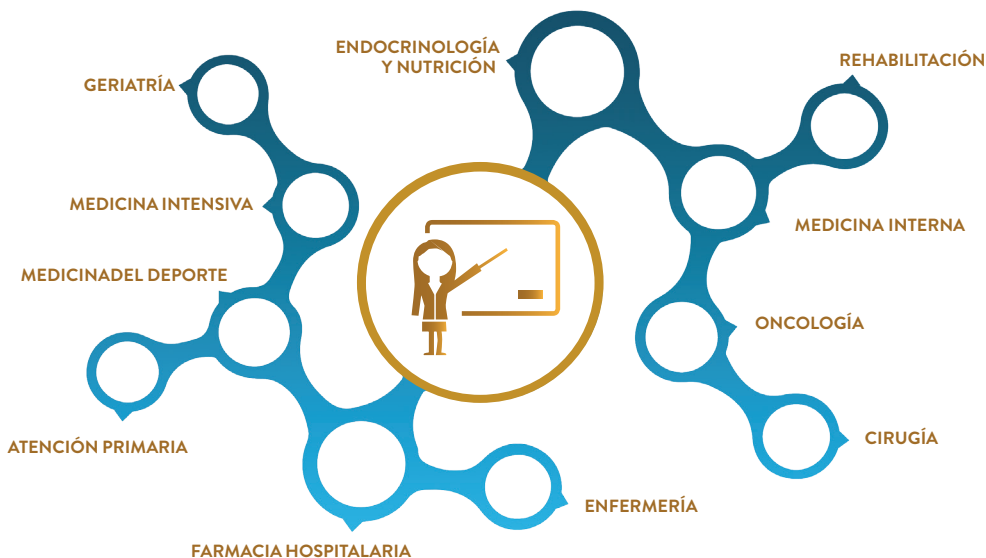 ENDOCRINOLOGÍA
Y NUTRICIÓN
REHABILITACIÓN
GERIATRÍA
MEDICINA INTENSIVA
MEDICINA INTERNA
MEDICINADEL DEPORTE
ONCOLOGÍA
ATENCIÓN PRIMARIA
CIRUGÍA
ENFERMERÍA
FARMACIA HOSPITALARIA